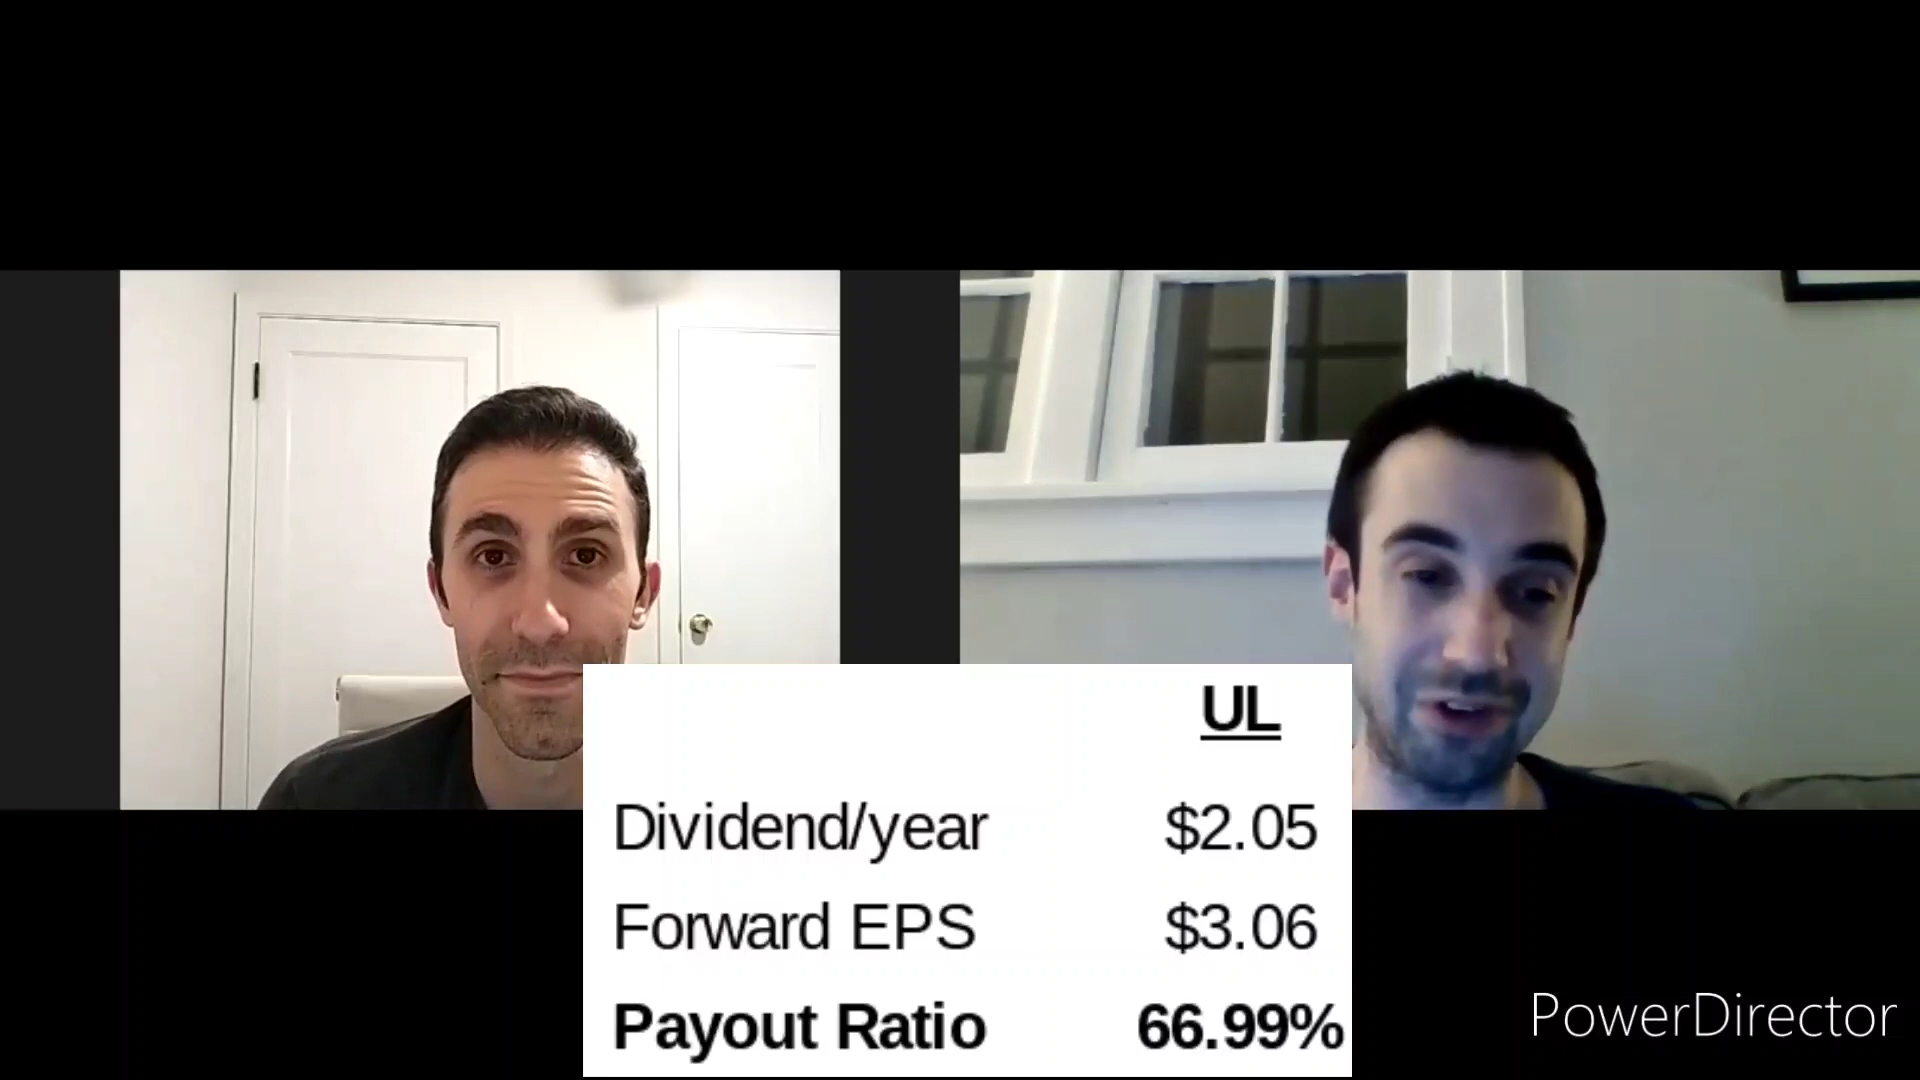 UL
Dividend/year $2.05
Forward EPS $3.06
Payout Ratio 66.99%
PowerDirector